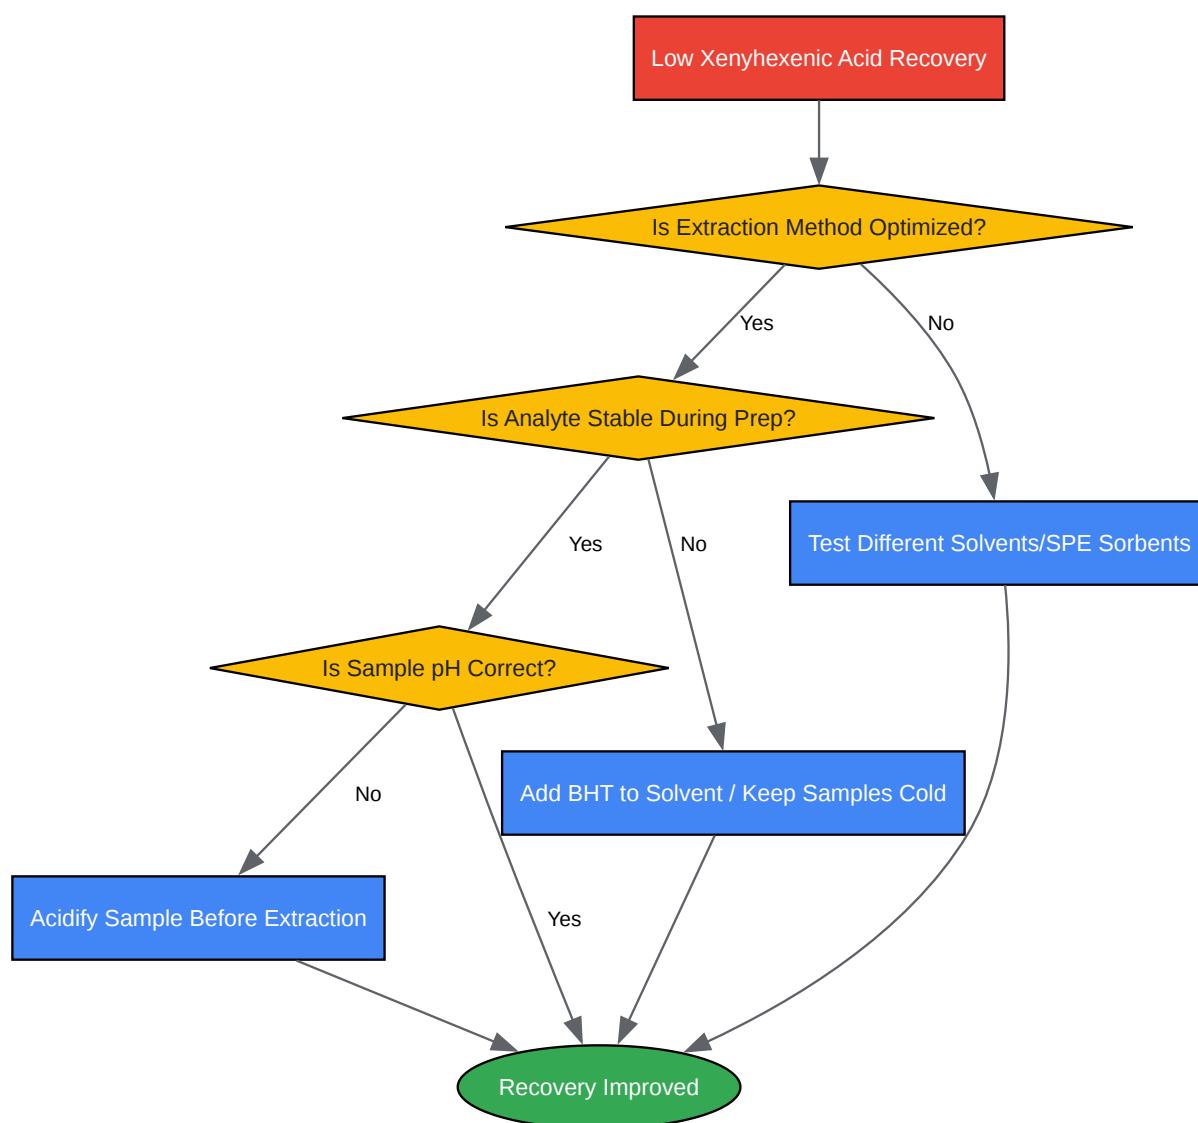 Low Xenyhexenic Acid Recovery
Is Extraction Method Optimized?
Yes
No
Is Analyte Stable During Prep?
Yes
No
Test Different Solvents/SPE Sorbents
Is Sample pH Correct?
No
Add BHT to Solvent / Keep Samples Cold
Acidify Sample Before Extraction
Yes
Recovery Improved